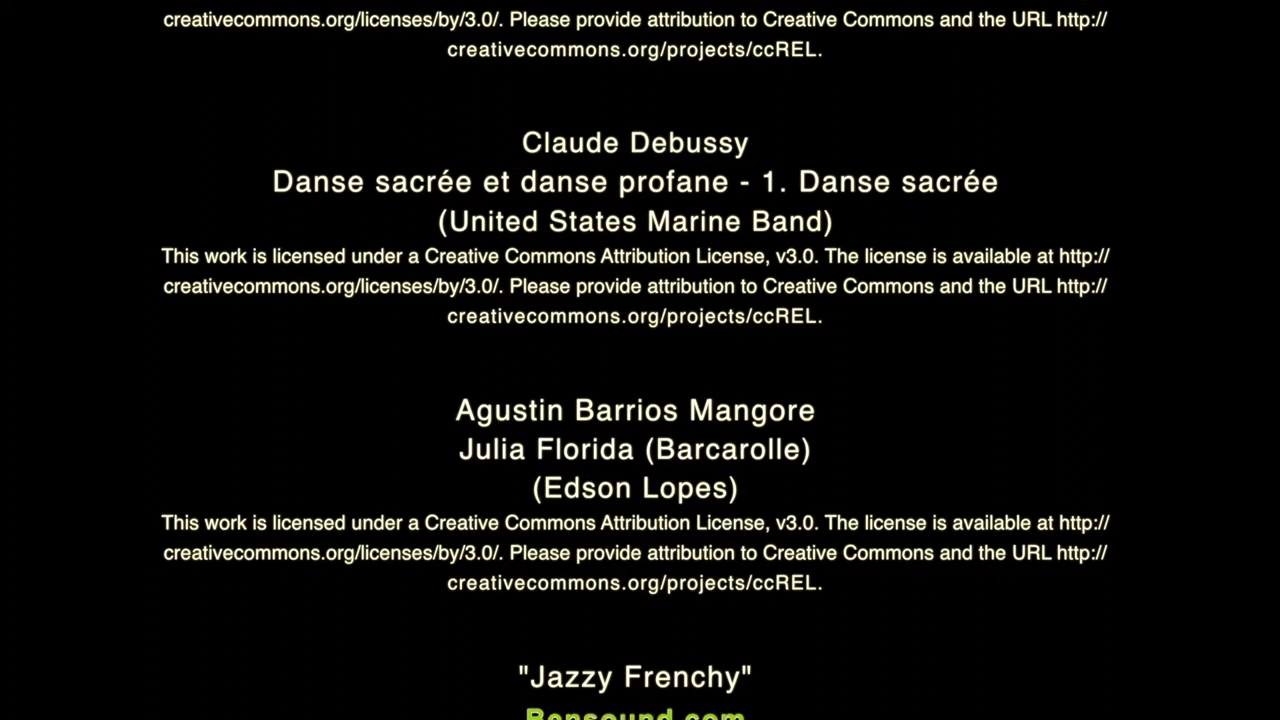 creativecommons.org/licenses/by/3.0/. Please provide attribution to Creative Commons and the URL http://
creativecommons.org/projects/ccREL.
Claude Debussy
Danse sacrée et danse profane - 1. Danse sacrée
(United States Marine Band)
This work is licensed under a Creative Commons Attribution License, v3.0. The license is available at http://
creativecommons.org/licenses/by/3.0/. Please provide attribution to Creative Commons and the URL http://
creativecommons.org/projects/ccREL.
Agustin Barrios Mangore
Julia Florida (Barcarolle)
(Edson Lopes)
This work is licensed under a Creative Commons Attribution License, v3.0. The license is available at http://
creativecommons.org/licenses/by/3.0/. Please provide attribution to Creative Commons and the URL http://
creativecommons.org/projects/ccREL.
"Jazzy Frenchy"
Bensound.com